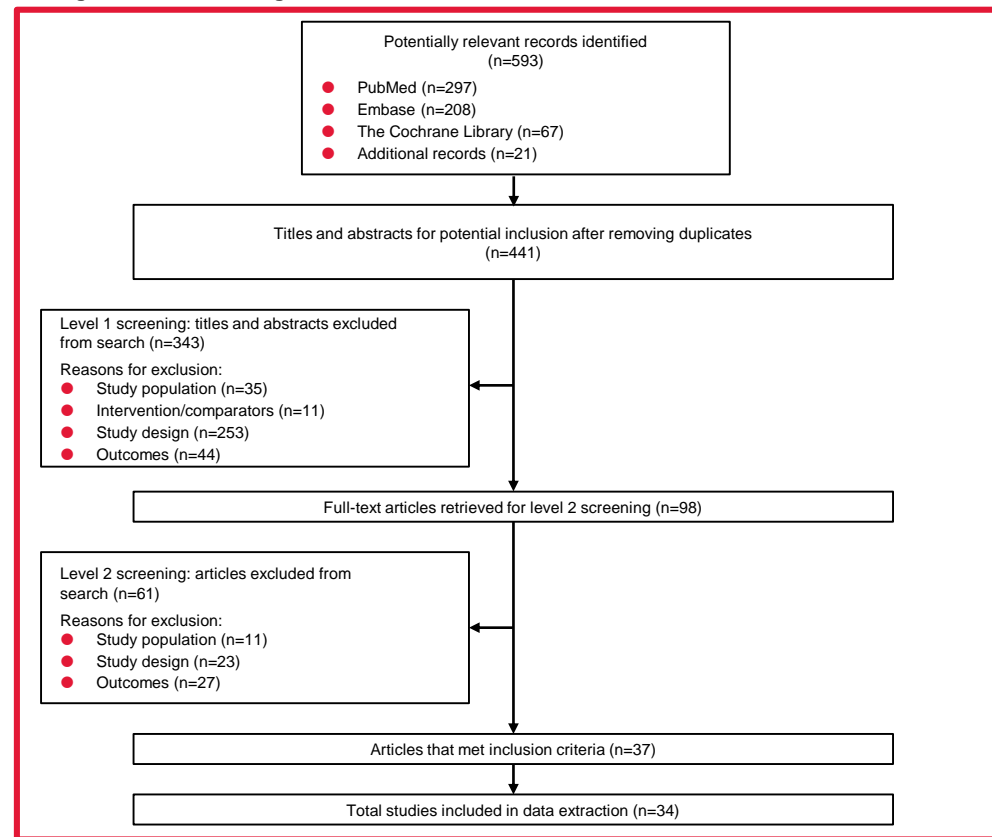 Potentially relevant records identified
(n=593)
● PubMed (n=297)
● Embase (n=208)
● The Cochrane Library (n=67)
● Additional records (n=21)
Titles and abstracts for potential inclusion after removing duplicates
(n=441)
Level 1 screening: titles and abstracts excluded
from search (n=343)
Reasons for exclusion:
● Study population (n=35)
● Intervention/comparators (n=11)
● Study design (n=253)
● Outcomes (n=44)
Full-text articles retrieved for level 2 screening (n=98)
Level 2 screening: articles excluded from
search (n=61)
Reasons for exclusion:
● Study population (n=11)
● Study design (n=23)
● Outcomes (n=27)
Articles that met inclusion criteria (n=37)
Total studies included in data extraction (n=34)